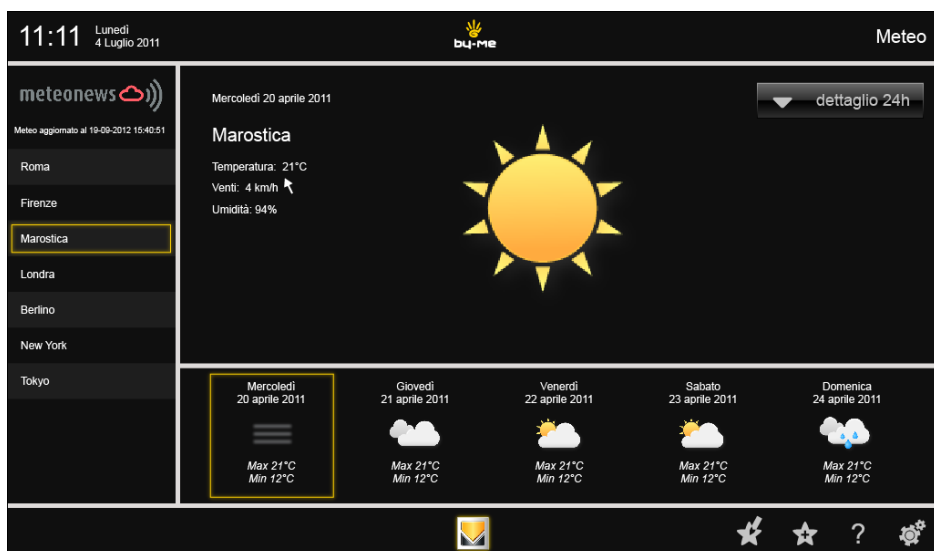 11:11
Lunedì
4 Luglio 2011
by-me
Meteo
meteonews
Meteo aggiornato al 19-09-2012 15:40:51
Roma
Firenze
Marostica
Londra
Berlino
New York
Tokyo
Mercoledì 20 aprile 2011
dettaglio 24h
Marostica
Temperatura: 21°C
Venti: 4 km/h
Umidità: 94%
Mercoledì
20 aprile 2011
Max 21°C
Min 12°C
Giovedì
21 aprile 2011
Max 21°C
Min 12°C
Venerdì
22 aprile 2011
Max 21°C
Min 12°C
Sabato
23 aprile 2011
Max 21°C
Min 12°C
Domenica
24 aprile 2011
Max 21°C
Min 12°C
?